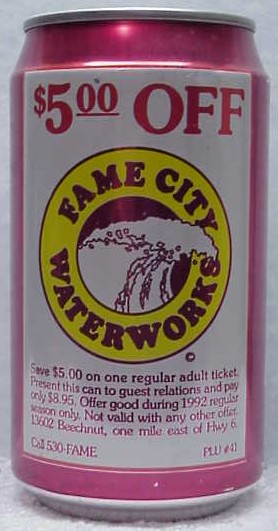 $5.00 OFF
FAME CITY
WATERWORKS
©
Save $5.00 on one regular adult ticket.
Present this can to guest relations and pay
only $8.95. Offer good during 1992 regular
season only. Not valid with any other offer.
13602 Beechnut, one mile east of Hwy 6.
Call 530-FAME PLU #41